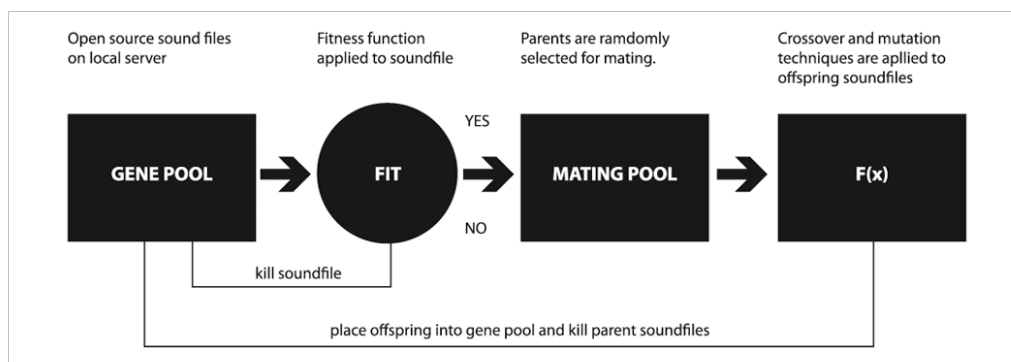 Open source sound files
on local server
Fitness function
applied to soundfile
Parents are ramdomly
selected for mating.
Crossover and mutation
techniques are apllied to
offspring soundfiles
GENE POOL
FIT
YES
NO
MATING POOL
F(x)
kill soundfile
place offspring into gene pool and kill parent soundfiles